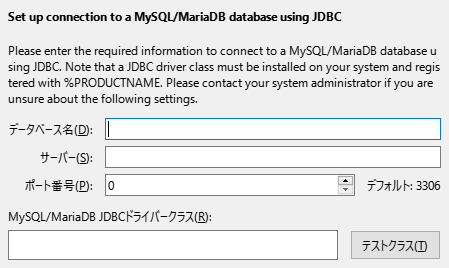 Set up connection to a MySQL/MariaDB database using JDBC
Please enter the required information to connect to a MySQL/MariaDB database u
sing JDBC. Note that a JDBC driver class must be installed on your system and regis
tered with %PRODUCTNAME. Please contact your system administrator if you are
unsure about the following settings.
データベース名(D):
サーバー(S):
ポート番号(P): 0 デフォルト: 3306
MySQL/MariaDB JDBCドライバークラス(R):
テストクラス(T)